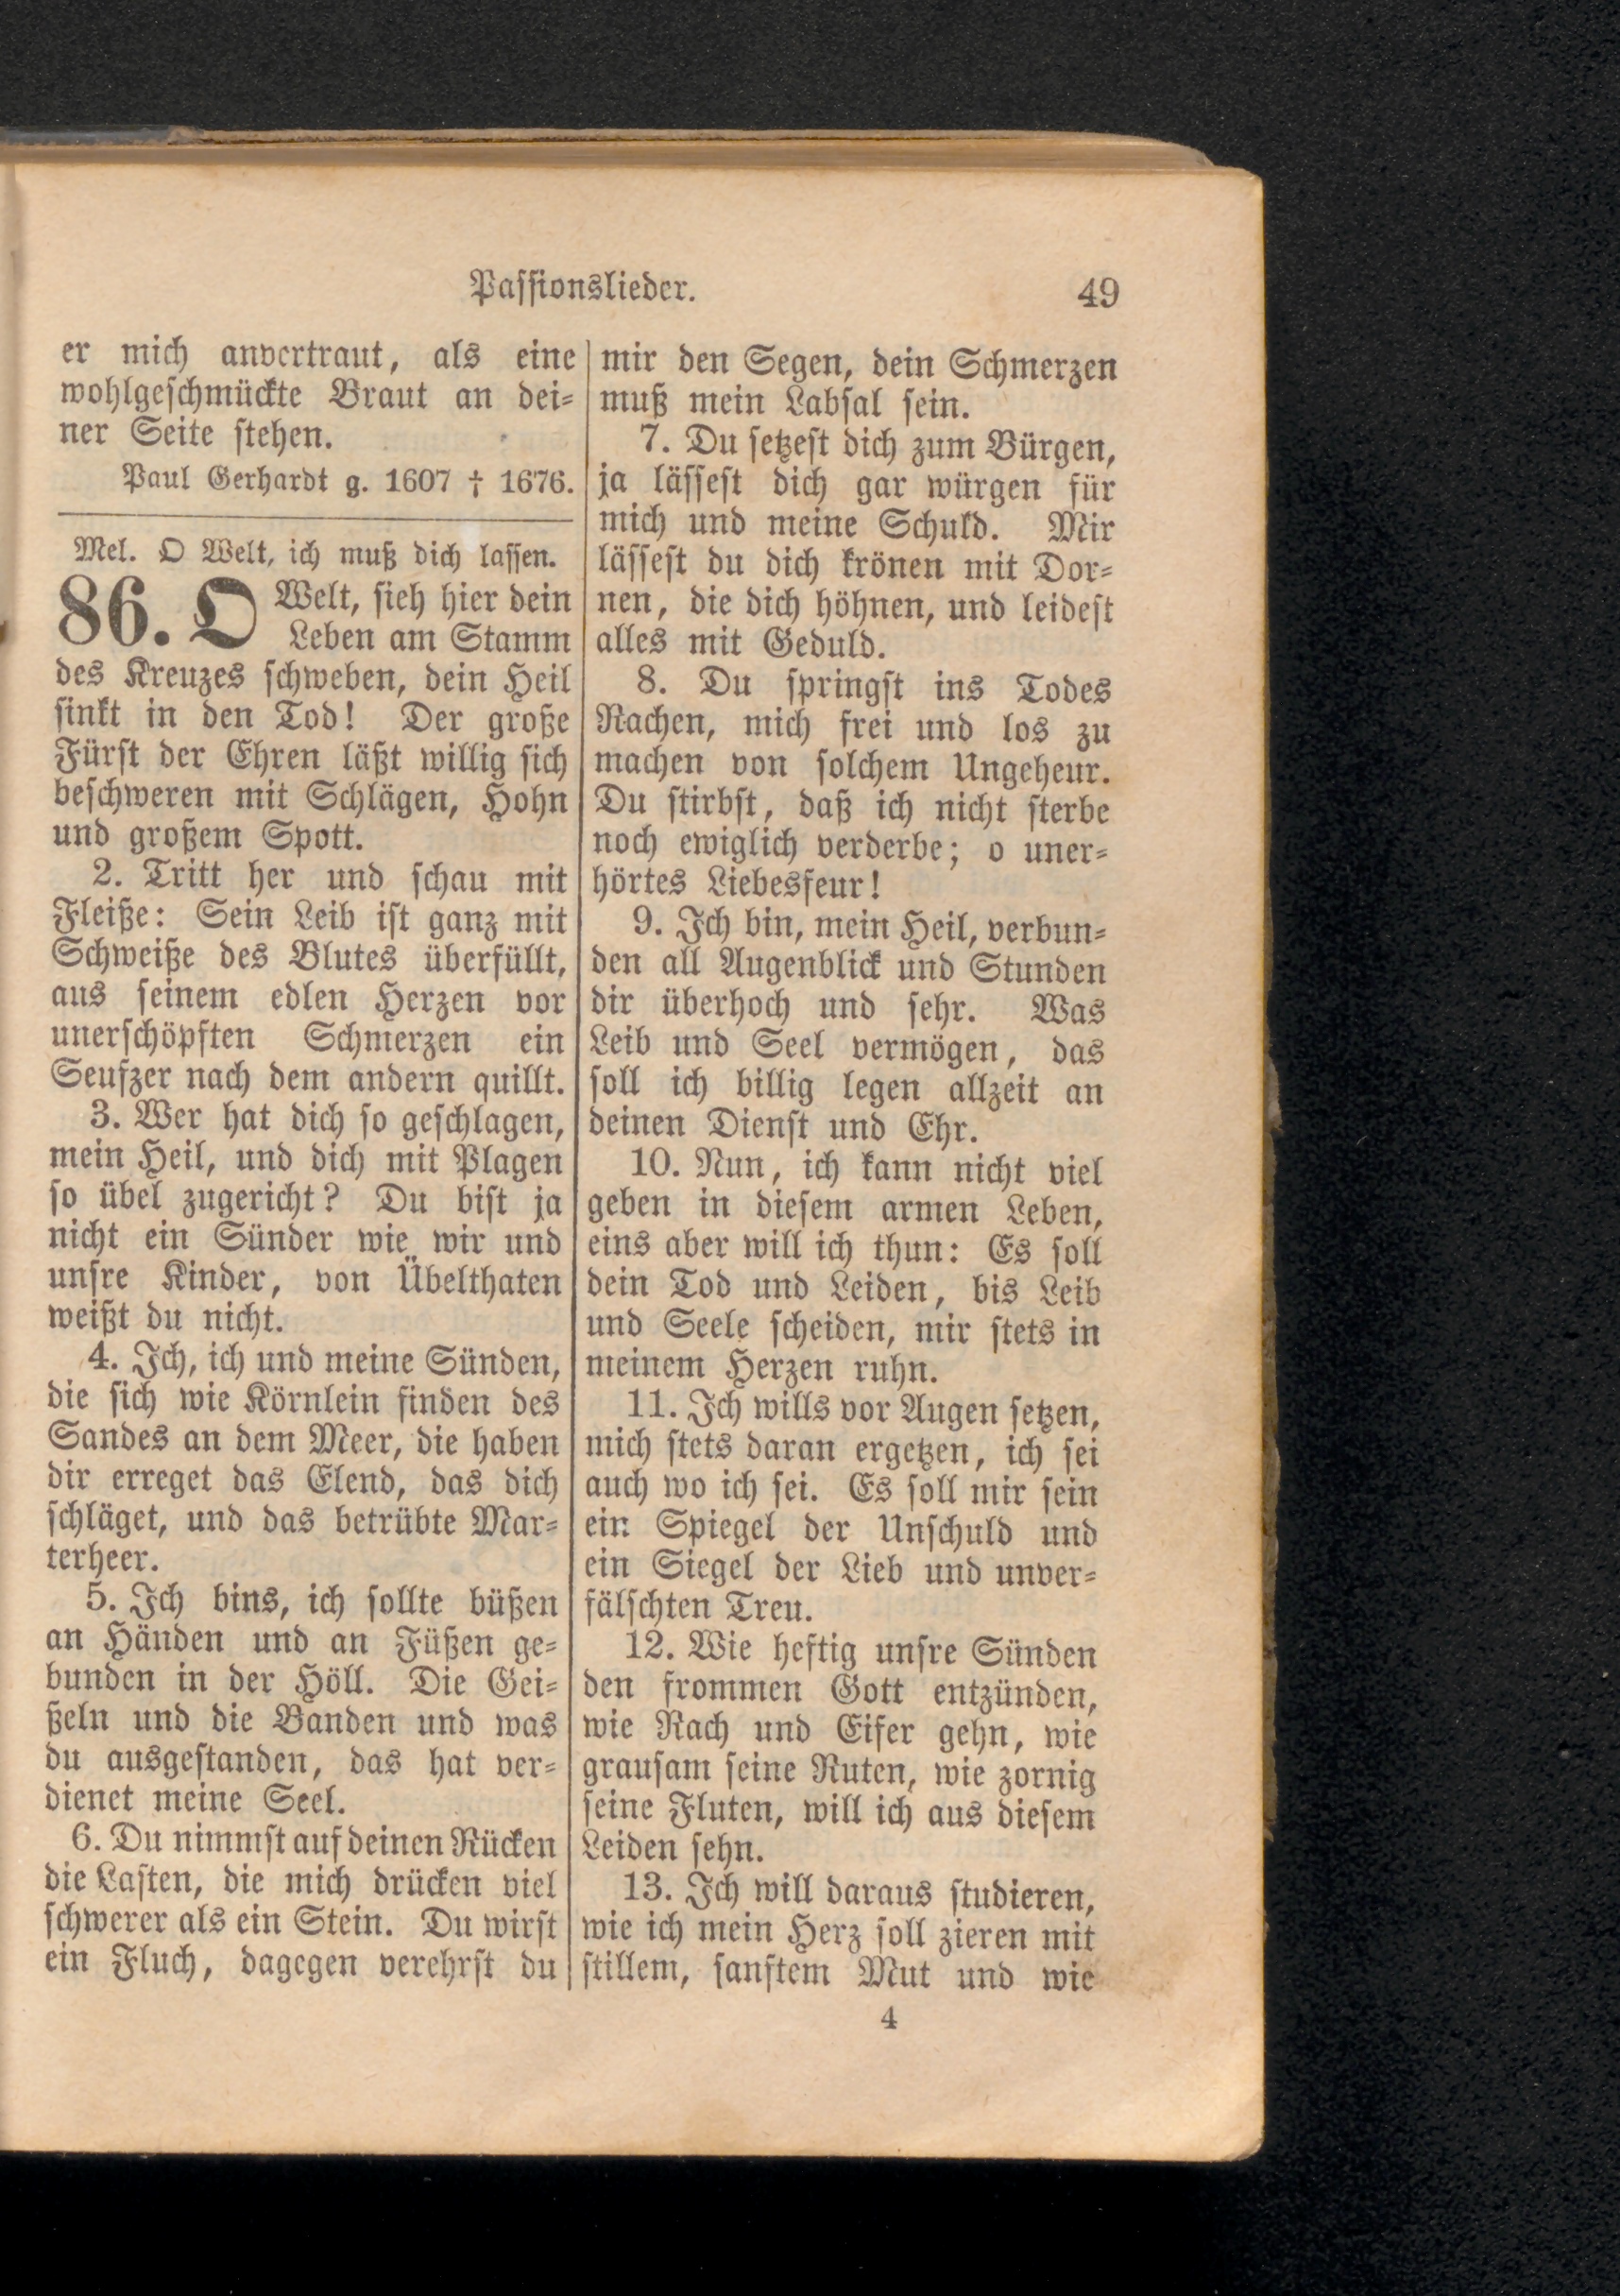 Passionslieder.
49
er mich anvertraut, als eine
wohlgeschmückte Braut an dei-
ner Seite stehen.
Paul Gerhardt g. 1607 † 1676.
Mel. O Welt, ich muß dich lassen.
86. O Welt, sieh hier dein
Leben am Stamm
des Kreuzes schweben, dein Heil
sinkt in den Tod! Der große
Fürst der Ehren läßt willig sich
beschweren mit Schlägen, Hohn
und großem Spott.
2. Tritt her und schau mit
Fleiße: Sein Leib ist ganz mit
Schweiße des Blutes überfüllt,
aus seinem edlen Herzen vor
unerschöpften Schmerzen ein
Seufzer nach dem andern quillt.
3. Wer hat dich so geschlagen,
mein Heil, und dich mit Plagen
so übel zugericht? Du bist ja
nicht ein Sünder wie wir und
unsre Kinder, von Übelthaten
weißt du nicht.
4. Ich, ich und meine Sünden,
die sich wie Körnlein finden des
Sandes an dem Meer, die haben
dir erreget das Elend, das dich
schläget, und das betrübte Mar-
terheer.
5. Ich bins, ich sollte büßen
an Händen und an Füßen ge-
bunden in der Höll. Die Gei-
ßeln und die Banden und was
du ausgestanden, das hat ver-
dienet meine Seel.
6. Du nimmst auf deinen Rücken
die Lasten, die mich drücken viel
schwerer als ein Stein. Du wirst
ein Fluch, dagegen verehrst du
mir den Segen, dein Schmerzen
muß mein Labsal sein.
7. Du setzest dich zum Bürgen,
ja lässest dich gar würgen für
mich und meine Schuld. Mir
lässest du dich krönen mit Dor-
nen, die dich höhnen, und leidest
alles mit Geduld.
8. Du springst ins Todes
Rachen, mich frei und los zu
machen von solchem Ungeheur.
Du stirbst, daß ich nicht sterbe
noch ewiglich verderbe; o uner-
hörtes Liebesfeur!
9. Ich bin, mein Heil, verbun-
den all Augenblick und Stunden
dir überhoch und sehr. Was
Leib und Seel vermögen, das
soll ich billig legen allzeit an
deinen Dienst und Ehr.
10. Nun, ich kann nicht viel
geben in diesem armen Leben,
eins aber will ich thun: Es soll
dein Tod und Leiden, bis Leib
und Seele scheiden, mir stets in
meinem Herzen ruhn.
11. Ich wills vor Augen setzen,
mich stets daran ergetzen, ich sei
auch wo ich sei. Es soll mir sein
ein Spiegel der Unschuld und
ein Siegel der Lieb und unver-
fälschten Treu.
12. Wie heftig unsre Sünden
den frommen Gott entzünden,
wie Rach und Eifer gehn, wie
grausam seine Ruten, wie zornig
seine Fluten, will ich aus diesem
Leiden sehn.
13. Ich will daraus studieren,
wie ich mein Herz soll zieren mit
stillem, sanftem Mut und wie
4